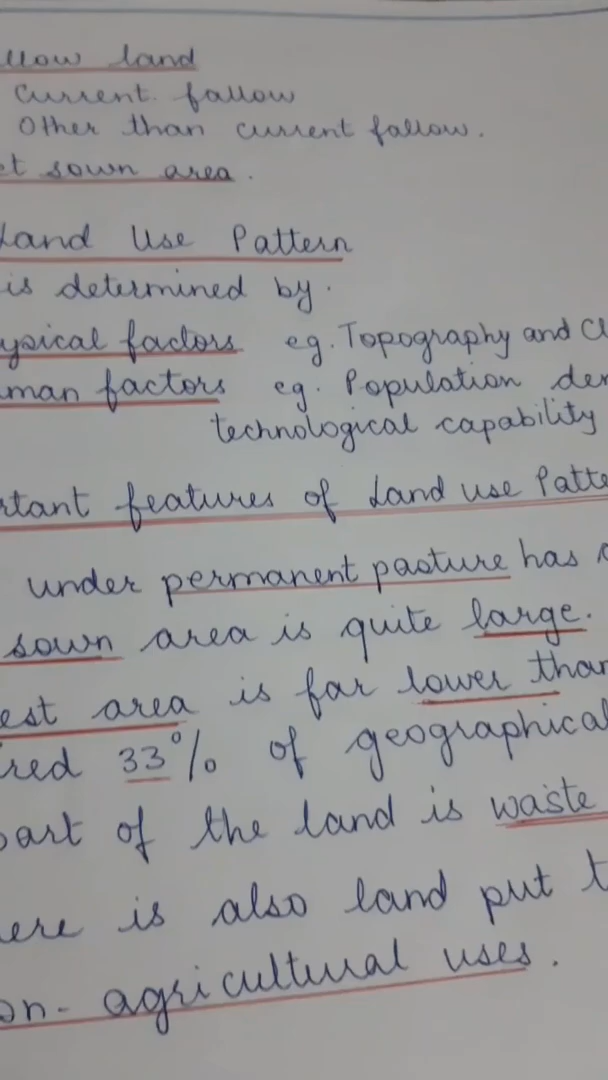 llow land
Current fallow
Other than current fallow.
et sown area.
Land Use Pattern
is determined by.
ysical factors eg. Topography and Cl
man factors eg. Population den
technological capability
rtant features of Land use Patte
under permanent pasture has
sown area is quite large.
est area is far lower than
red 33% of geographical
part of the land is waste
ere is also land put t
on-agricultural uses.